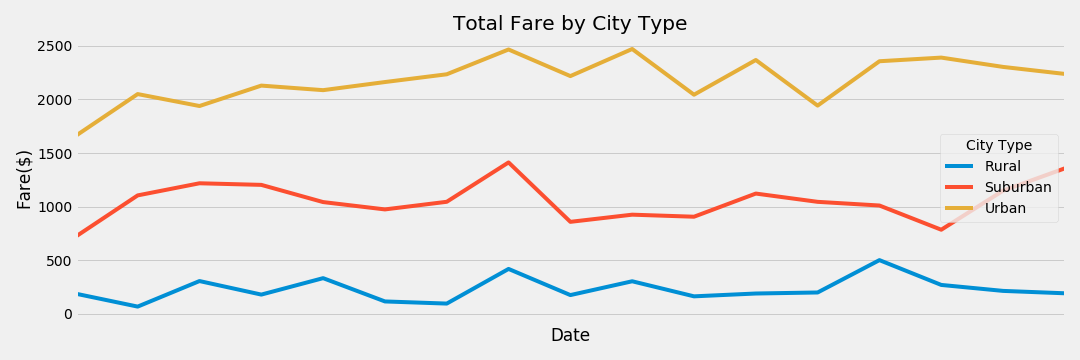 Total Fare by City Type
2500
2000
1500
1000
500
0
Fare($)
City Type
Rural
Suburban
Urban
Date